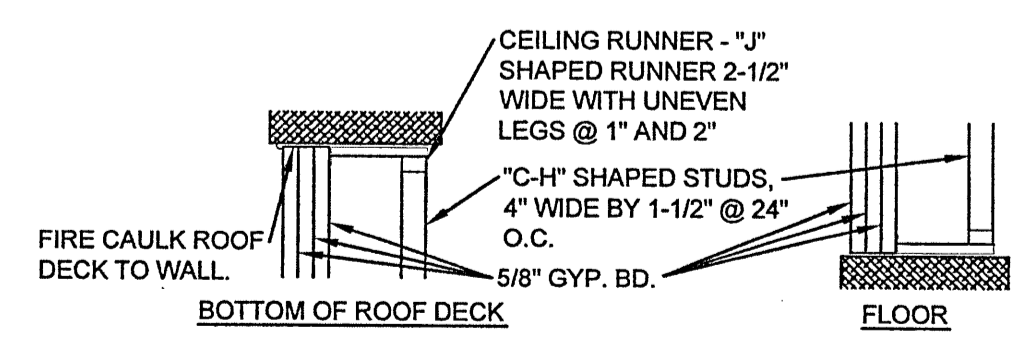 CEILING RUNNER - "J"
SHAPED RUNNER 2-1/2"
WIDE WITH UNEVEN
LEGS @ 1" AND 2"
"C-H" SHAPED STUDS,
4" WIDE BY 1-1/2" @ 24"
O.C.
FIRE CAULK ROOF
DECK TO WALL.
5/8" GYP. BD.
BOTTOM OF ROOF DECK
FLOOR